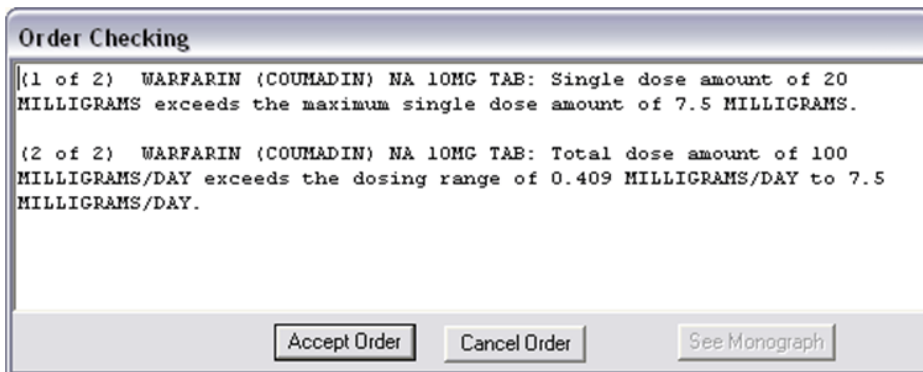 Order Checking
(1 of 2)  WARFARIN (COUMADIN) NA 10MG TAB: Single dose amount of 20
MILLIGRAMS exceeds the maximum single dose amount of 7.5 MILLIGRAMS.
(2 of 2)  WARFARIN (COUMADIN) NA 10MG TAB: Total dose amount of 100
MILLIGRAMS/DAY exceeds the dosing range of 0.409 MILLIGRAMS/DAY to 7.5
MILLIGRAMS/DAY.
Accept Order
Cancel Order
See Monograph